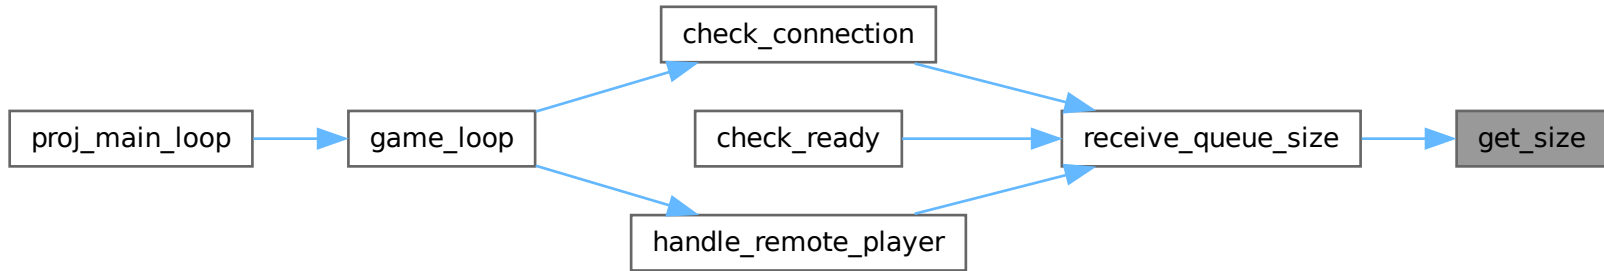 check_connection
proj_main_loop
game_loop
check_ready
receive_queue_size
get_size
handle_remote_player